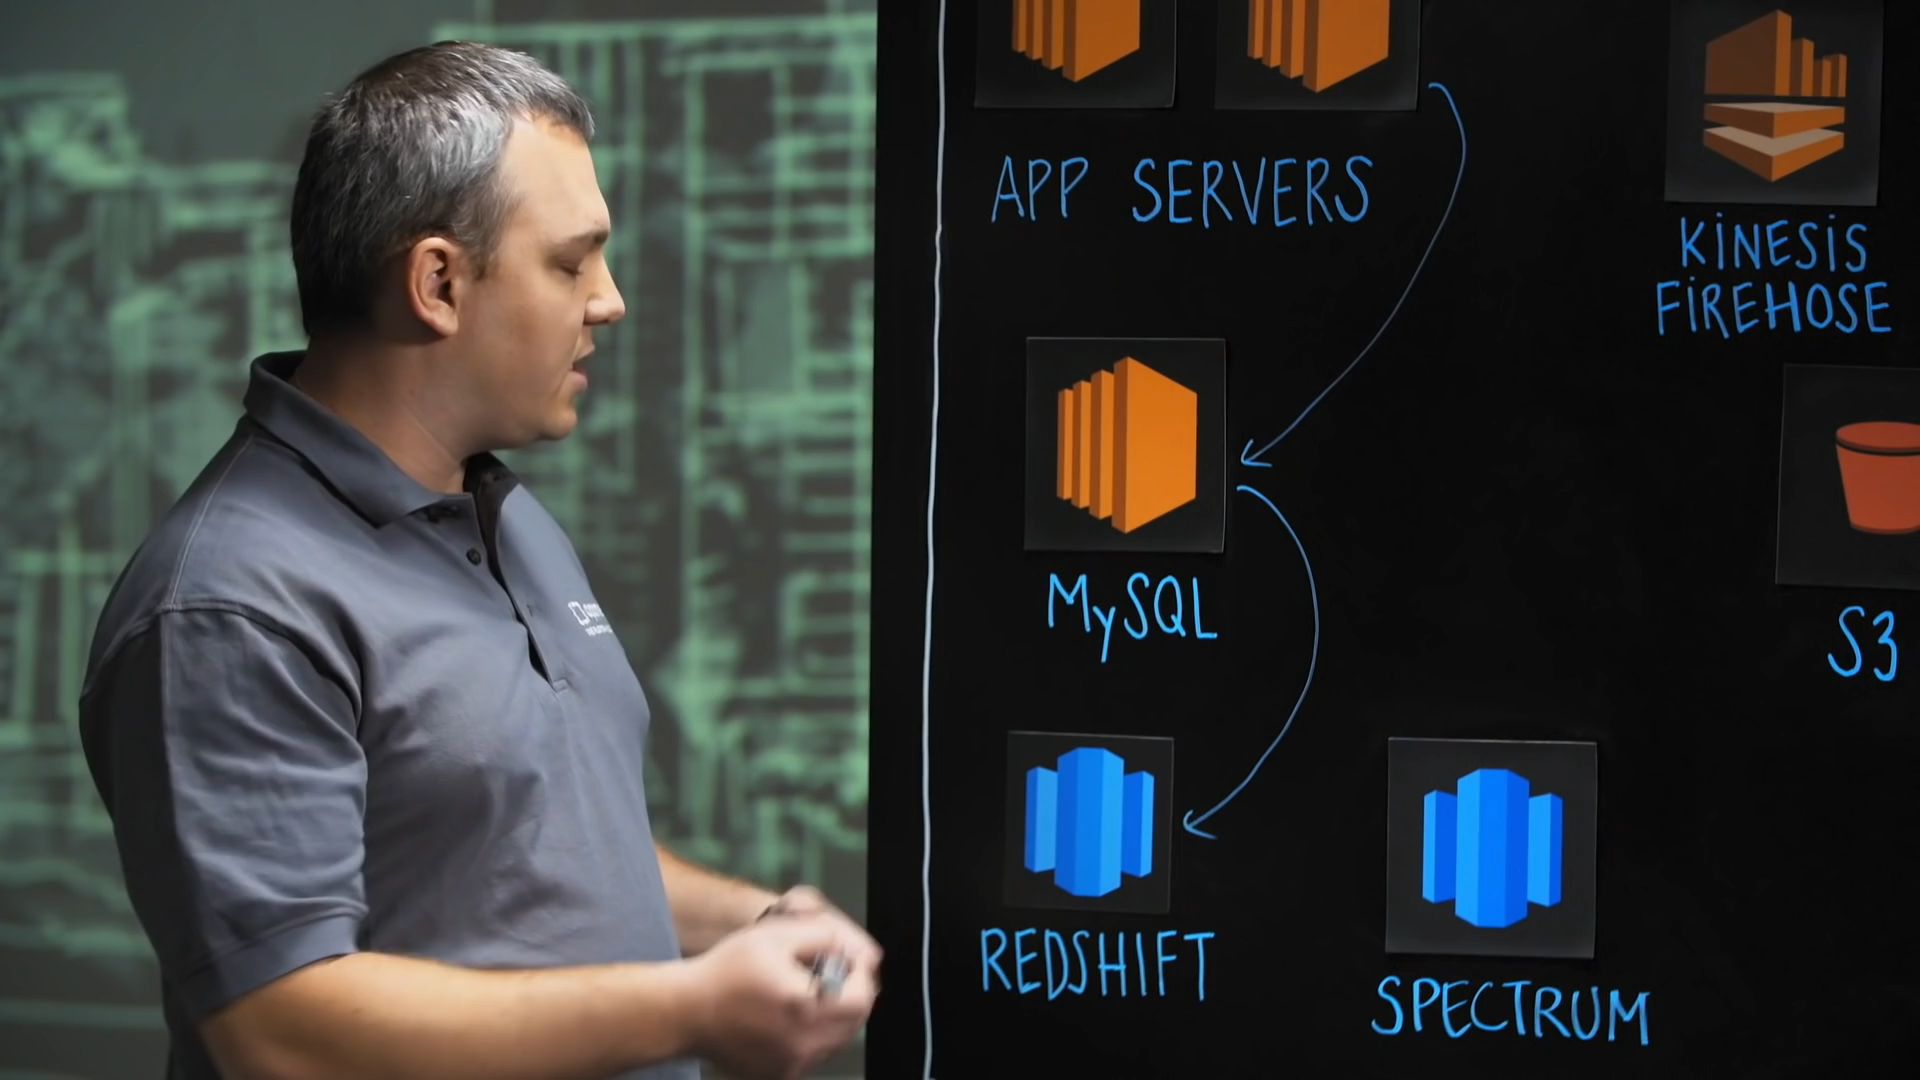 APP SERVERS
KINESIS
FIREHOSE
MySQL
S3
REDSHIFT
SPECTRUM